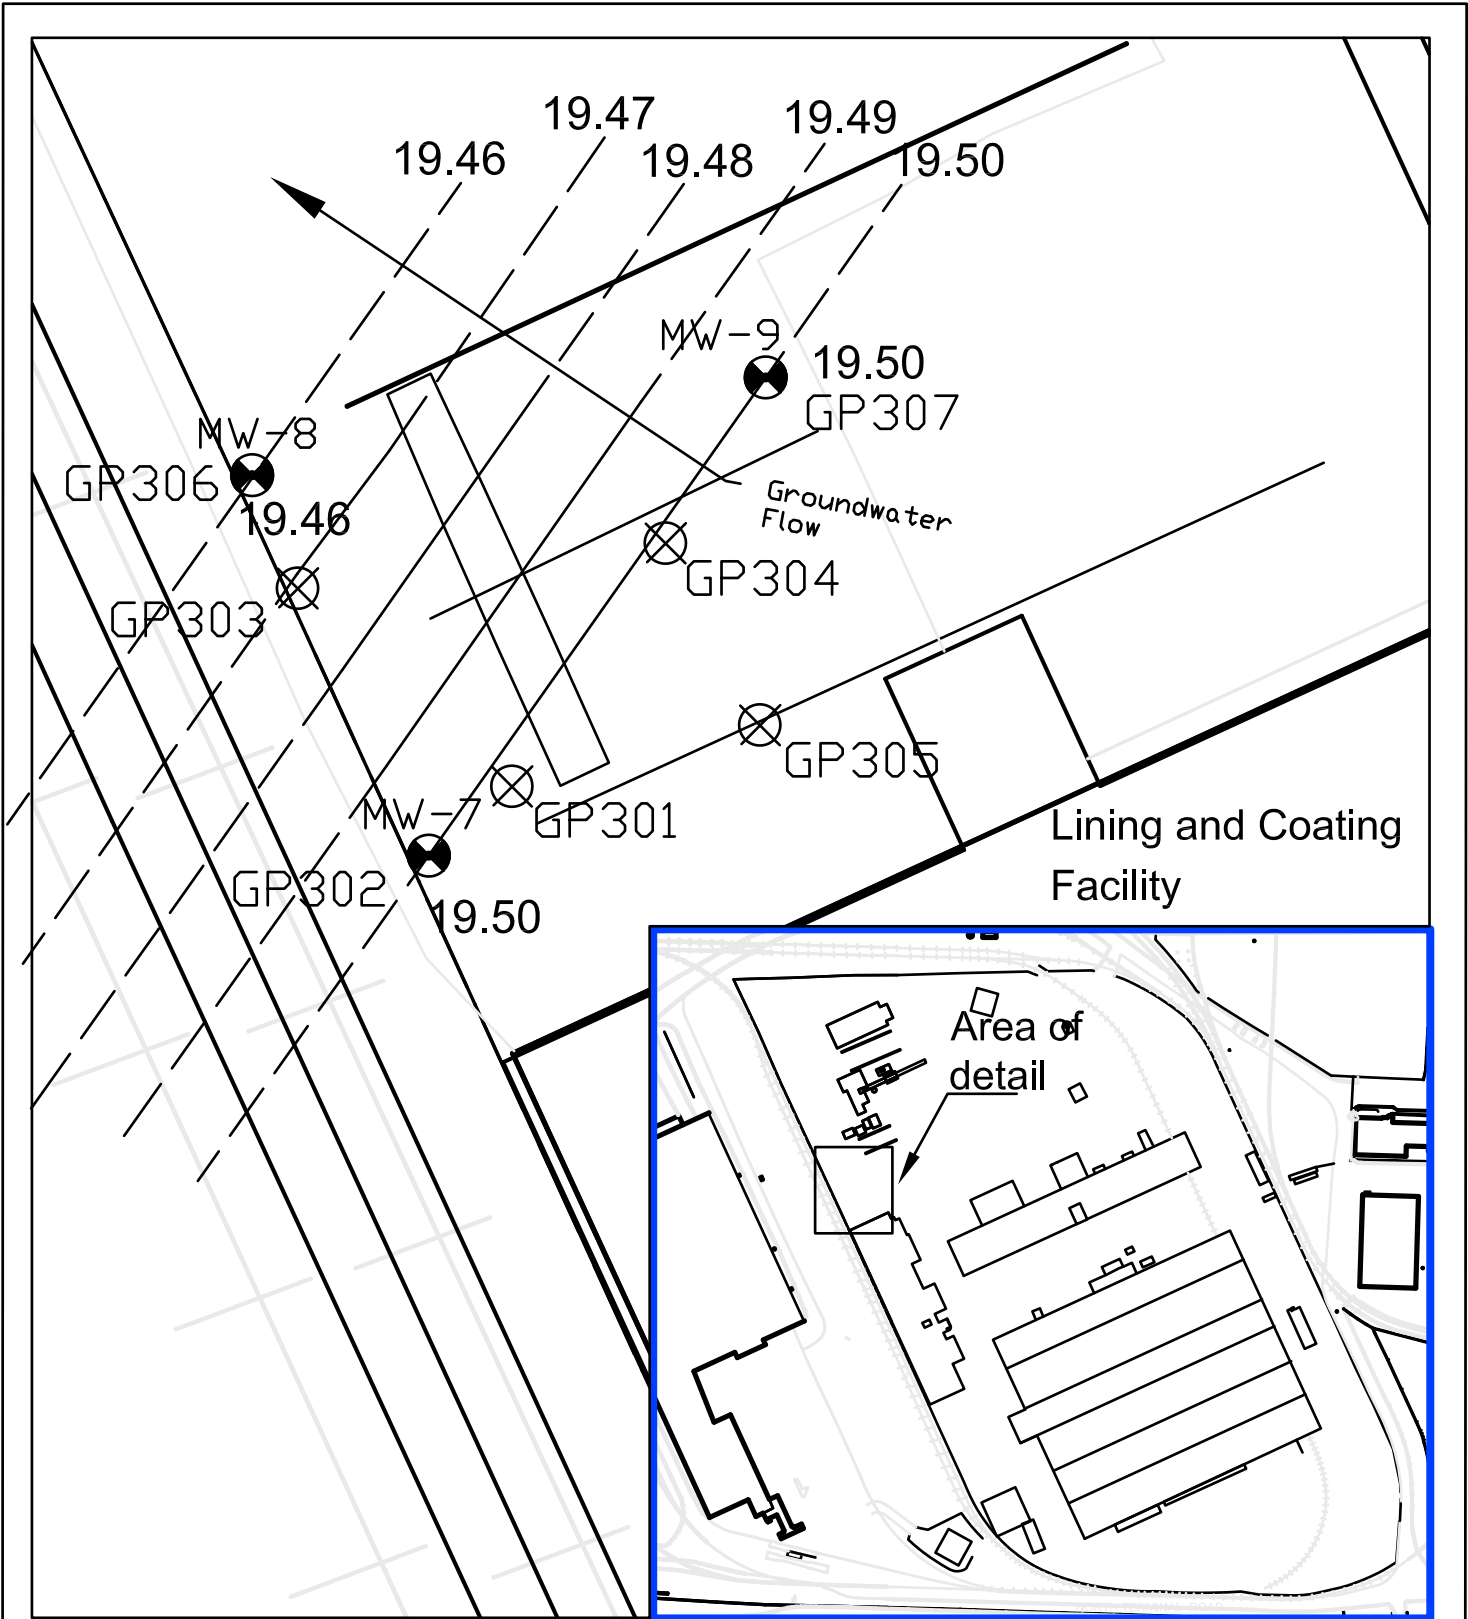 19.47
19.49
19.46
19.48
19.50
MW-9
19.50
GP307
MW-8
GP306
19.46
Groundwater
Flow
GP304
GP303
GP305
MW-7
GP301
Lining and Coating
Facility
GP302
19.50
Area of
detail